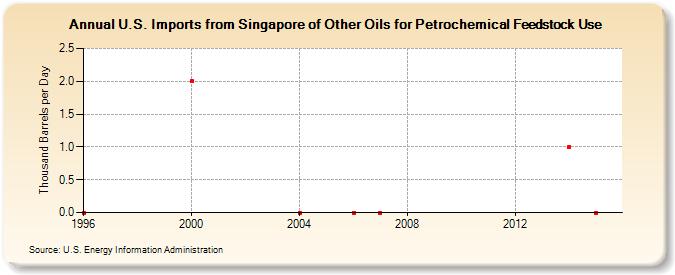 Annual U.S. Imports from Singapore of Other Oils for Petrochemical Feedstock Use
Thousand Barrels per Day
2.5
2.0
1.5
1.0
0.5
0.0
1996 2000 2004 2008 2012
Source: U.S. Energy Information Administration